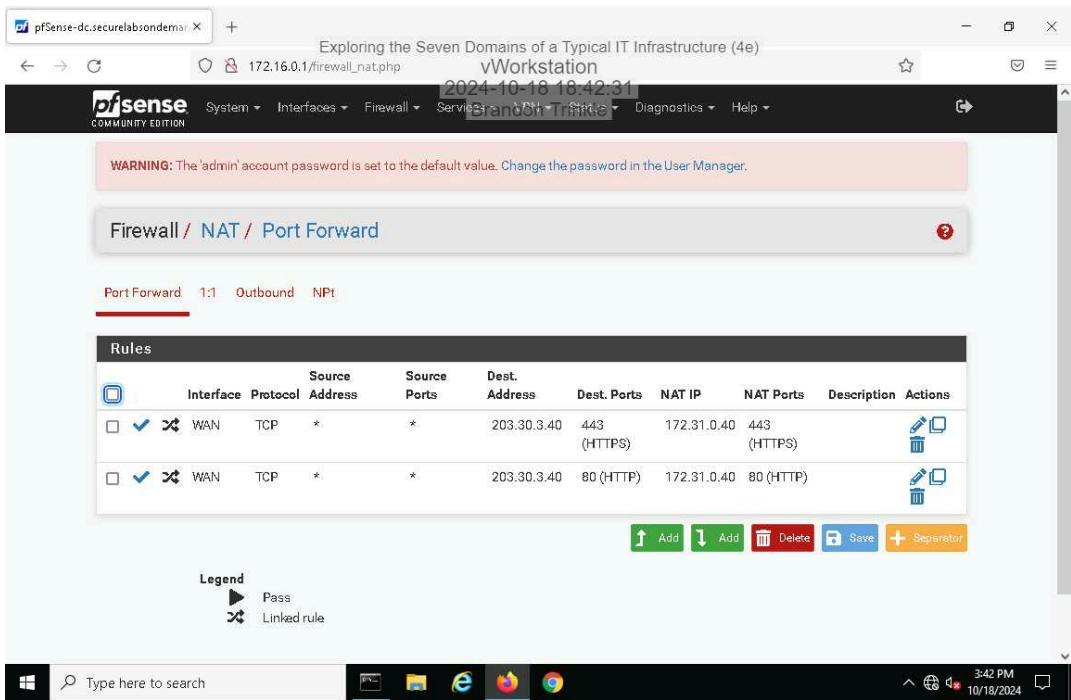 pfSense-dc.securelabsondemar
Exploring the Seven Domains of a Typical IT Infrastructure (4e)
172.16.0.1/firewall_nat.php
vWorkstation
2024-10-18 18:42:31
Brandon Trinkle
pfsense
COMMUNITY EDITION
System Interfaces Firewall Services VPN Status Diagnostics Help
WARNING: The 'admin' account password is set to the default value. Change the password in the User Manager.
Firewall / NAT / Port Forward
Port Forward 1:1 Outbound NPt
Rules
Interface Protocol Source Address Source Ports Dest. Address Dest. Ports NAT IP NAT Ports Description Actions
WAN TCP * * 203.30.3.40 443 (HTTPS) 172.31.0.40 443 (HTTPS)
WAN TCP * * 203.30.3.40 80 (HTTP) 172.31.0.40 80 (HTTP)
Add Add Delete Save Separator
Legend
Pass
Linked rule
Type here to search
3:42 PM
10/18/2024